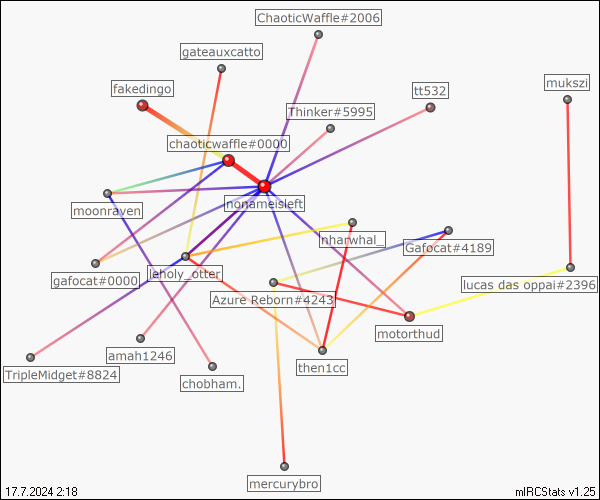 ChaoticWaffle#2006
gateauxcatto
mukszi
fakedingo
tt532
Thinker#5995
chaoticwaffle#0000
nonameisleft
moonraven
nharwhal_
Gafocat#4189
gafocat#0000
leholy_otter
lucas das oppai#2396
Azure Reborn#4243
motorthud
amah1246
then1cc
TripleMidget#8824
chobham.
mercurybro
17.7.2024 2:18
mIRCStats v1.25